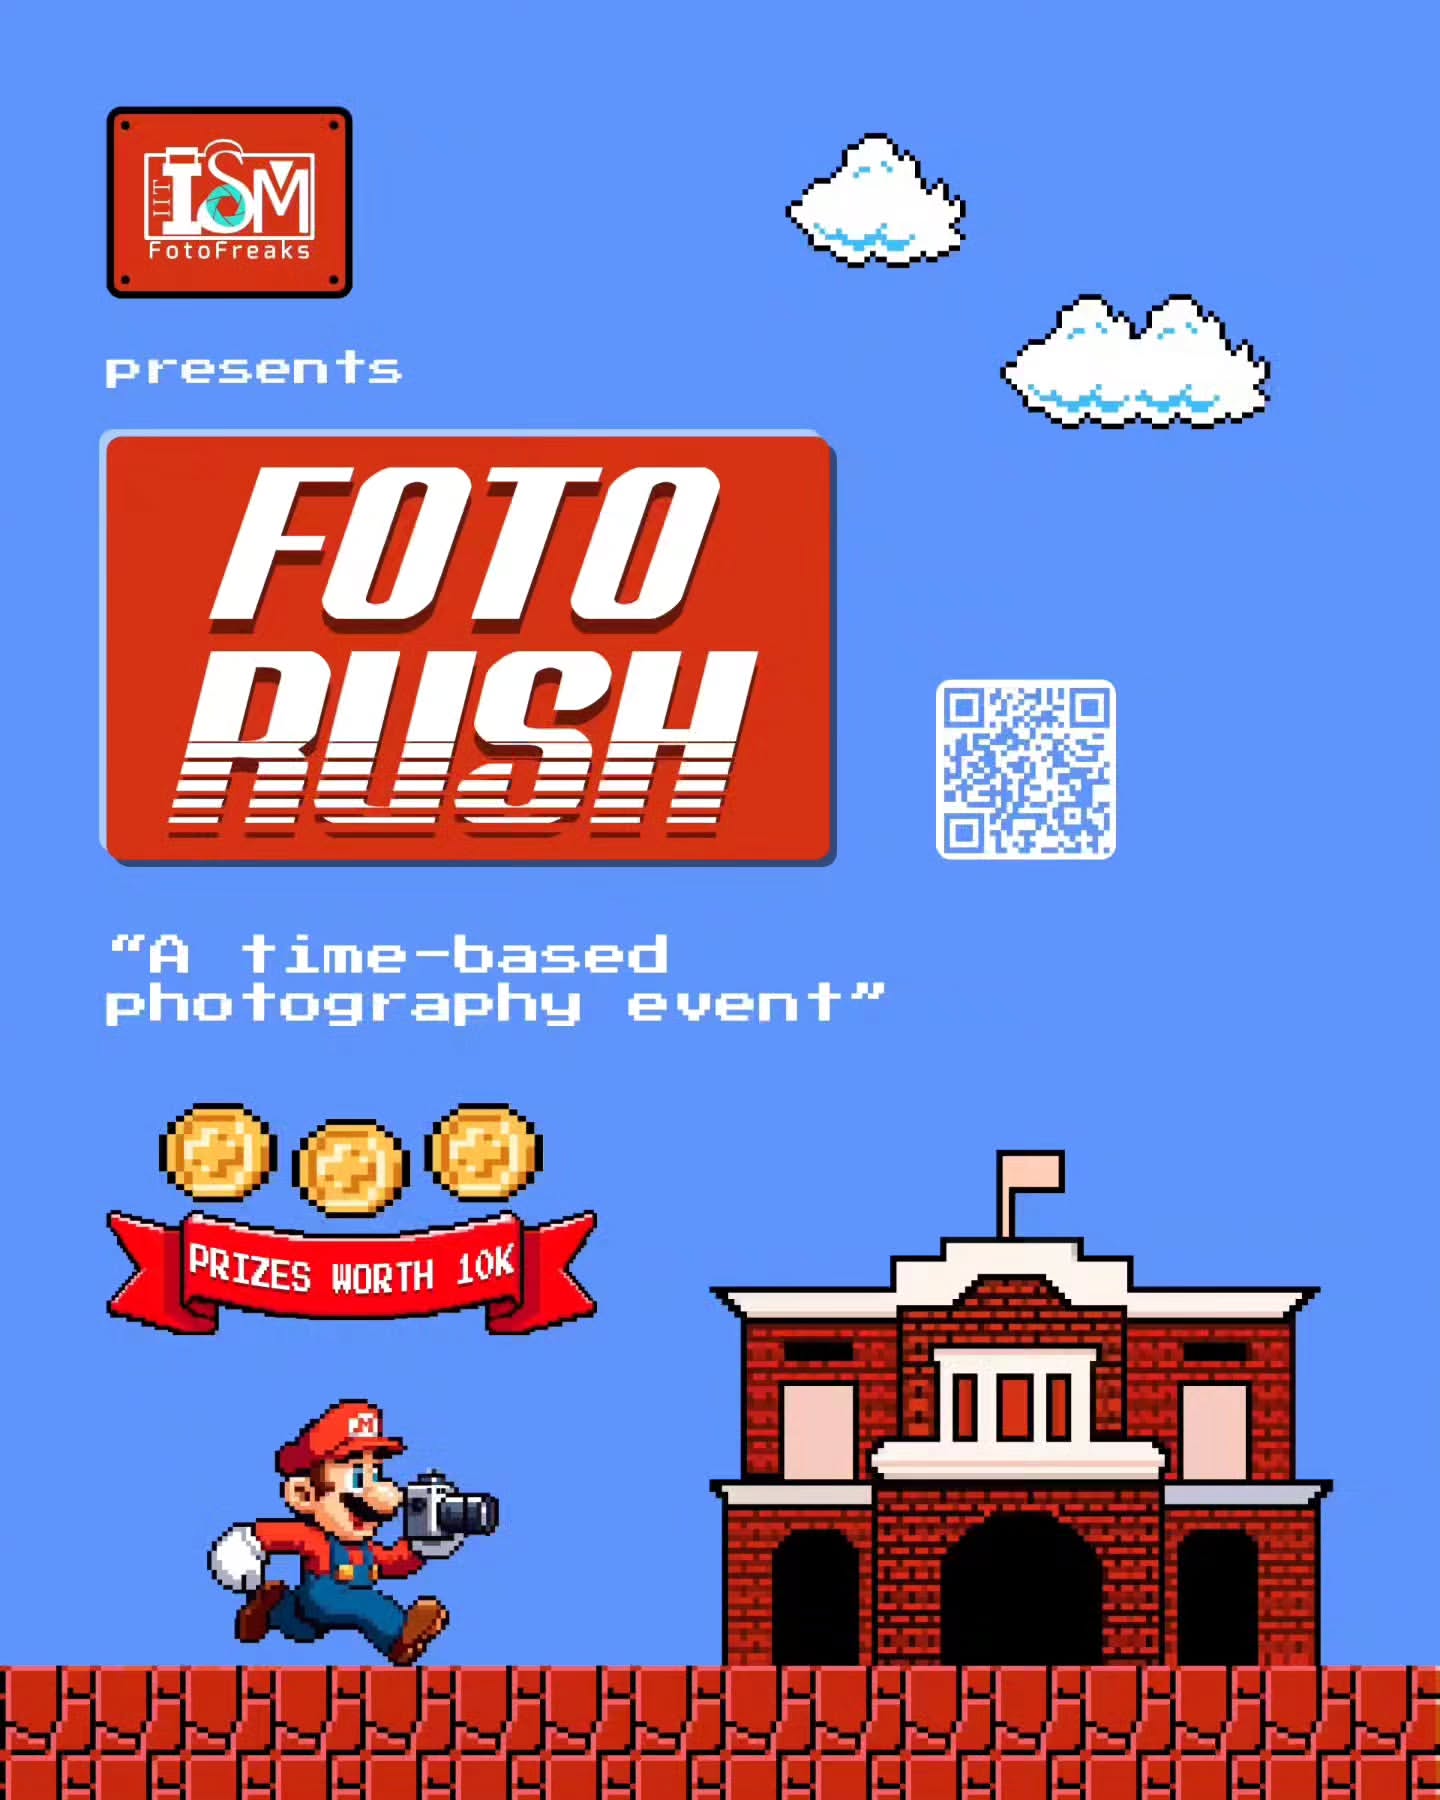 IIT ISM
FotoFreaks
presents
FOTO
RUSH
“A time-based
photography event”
PRIZES WORTH 10K
M